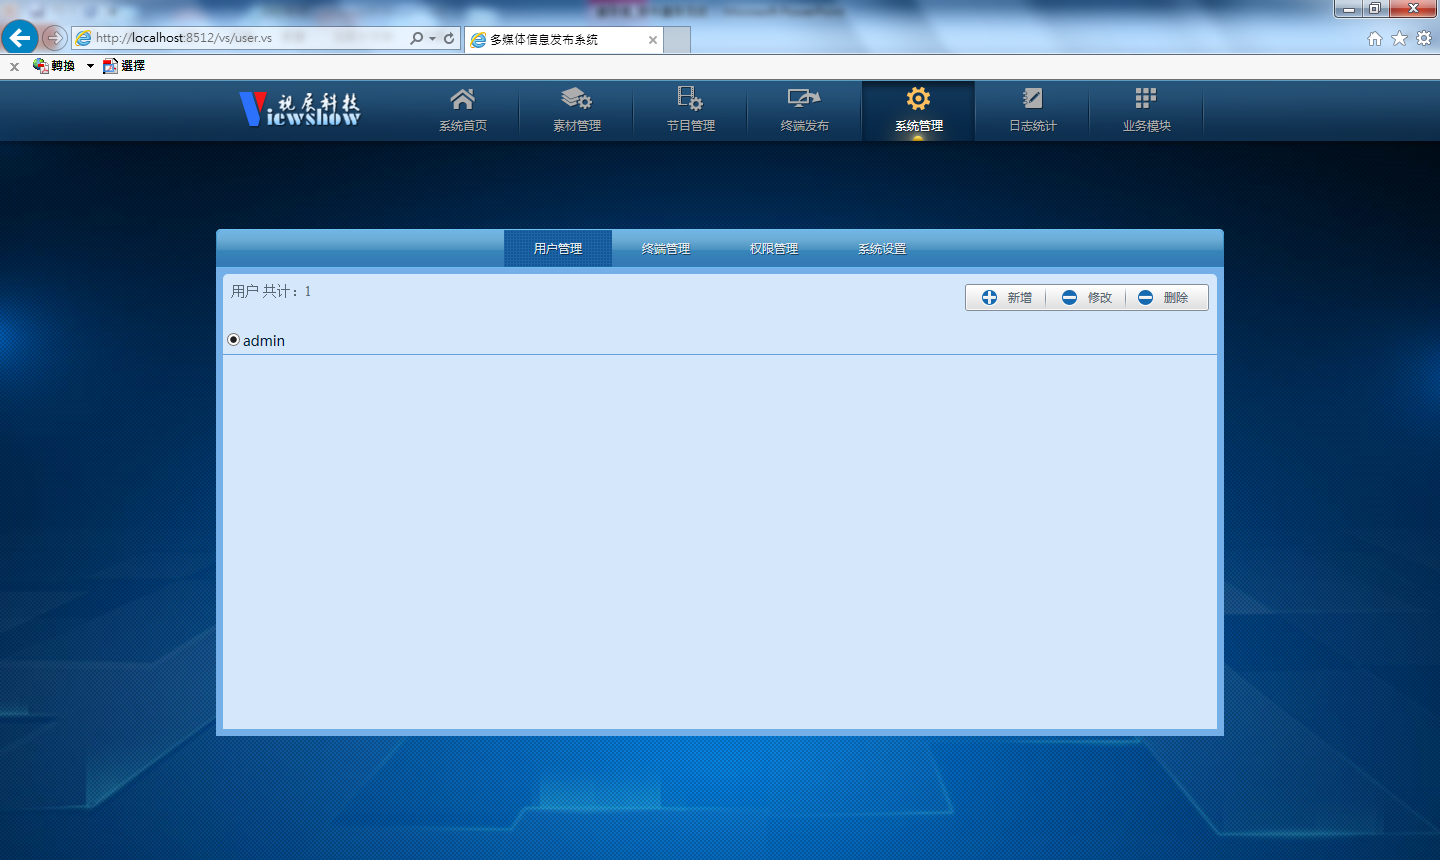 http://localhost:8512/vs/user.vs
多媒体信息发布系统
x 轉換 選擇
视展科技
Viewshow
系统首页 素材管理 节目管理 终端发布 系统管理 日志统计 业务模块
用户管理 终端管理 权限管理 系统设置
用户 共计：1
新增 修改 删除
admin